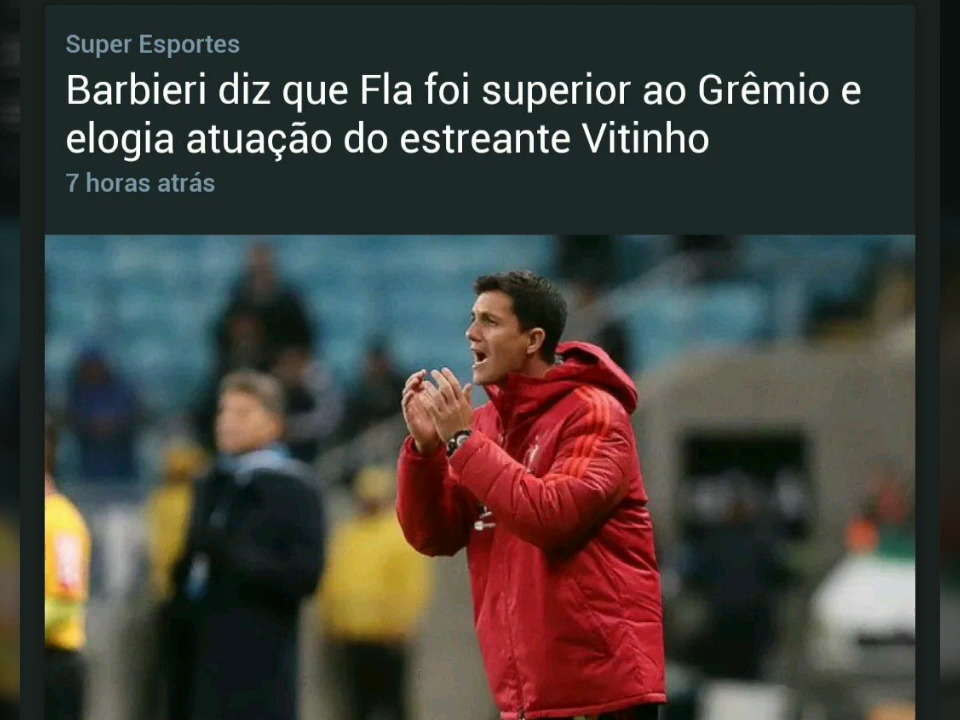 Super Esportes
Barbieri diz que Fla foi superior ao Grêmio e
elogia atuação do estreante Vitinho
7 horas atrás